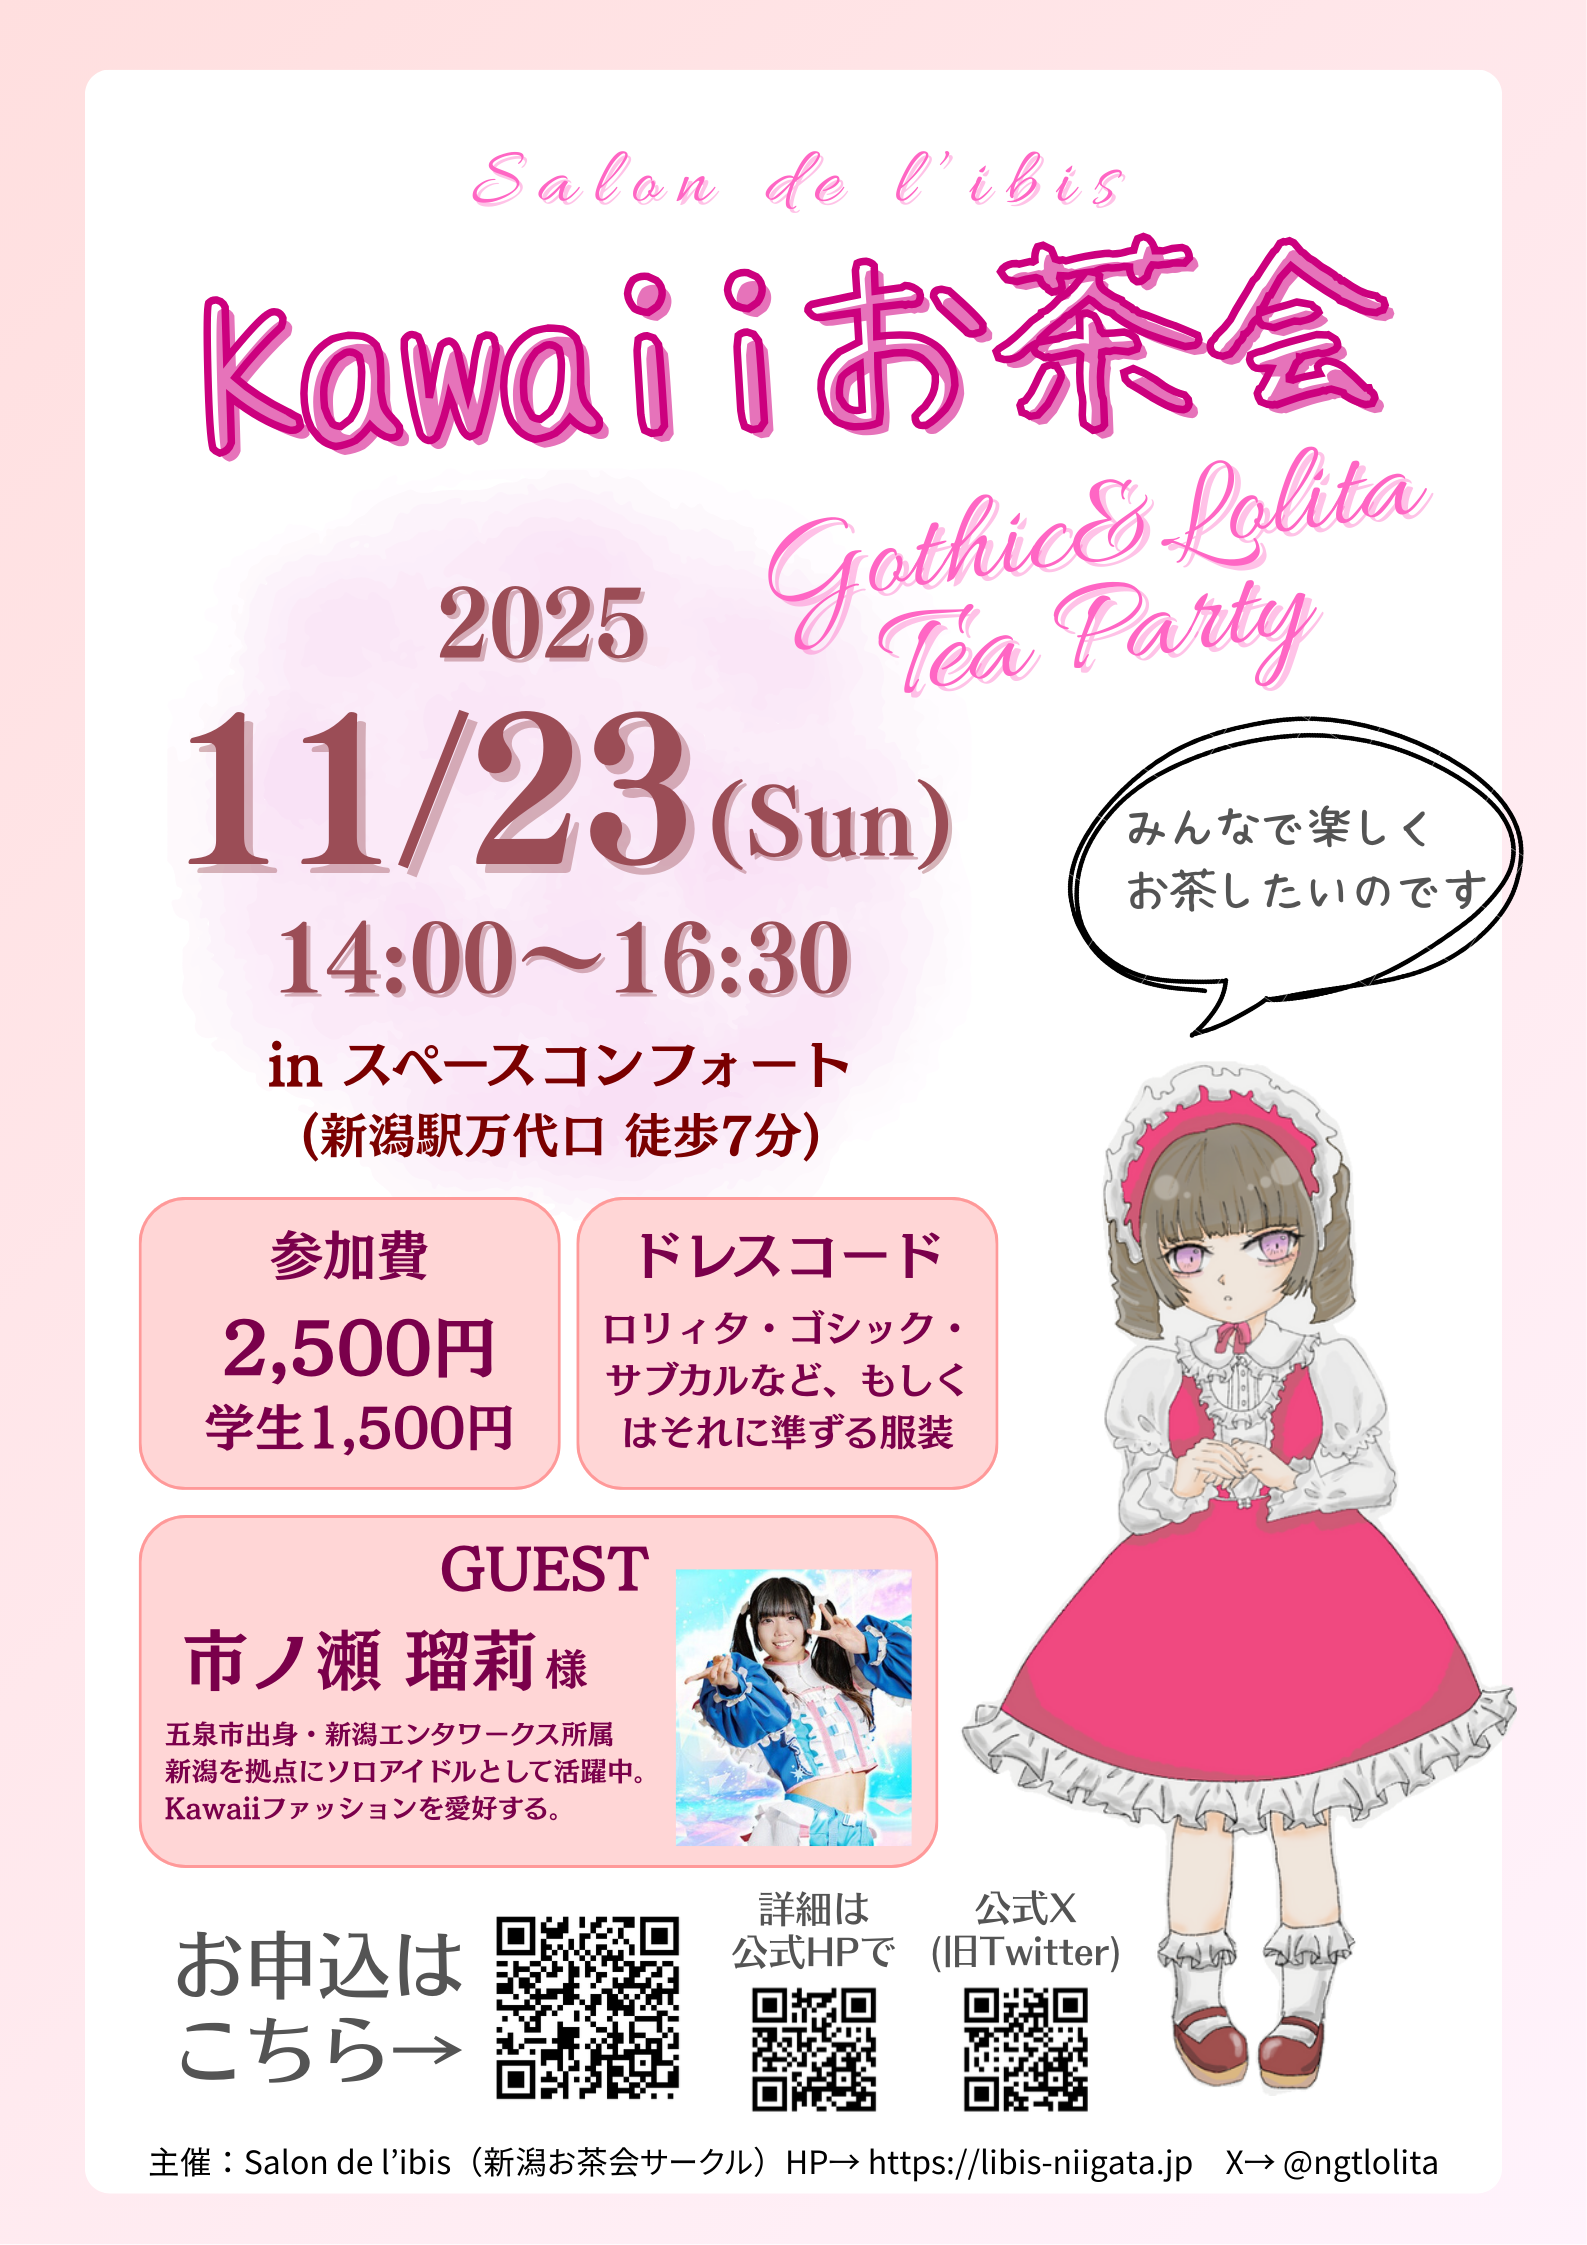 Salon de l'ibis
Kawaiiお茶会
Gothic&Lolita
Tea Party
2025
11/23(Sun)
14:00〜16:30
in スペースコンフォート
(新潟駅万代口 徒歩7分)
みんなで楽しく
お茶したいのです
参加費
2,500円
学生1,500円
ドレスコード
ロリィタ・ゴシック・
サブカルなど、もしく
はそれに準ずる服装
GUEST
市ノ瀬 瑠莉様
五泉市出身・新潟エンタワークス所属
新潟を拠点にソロアイドルとして活躍中。
Kawaiiファッションを愛好する。
お申込は
こちら→
詳細は
公式HPで
公式X
(旧Twitter)
主催：Salon de l’ibis（新潟お茶会サークル）HP→ https://libis-niigata.jp　X→ @ngtlolita